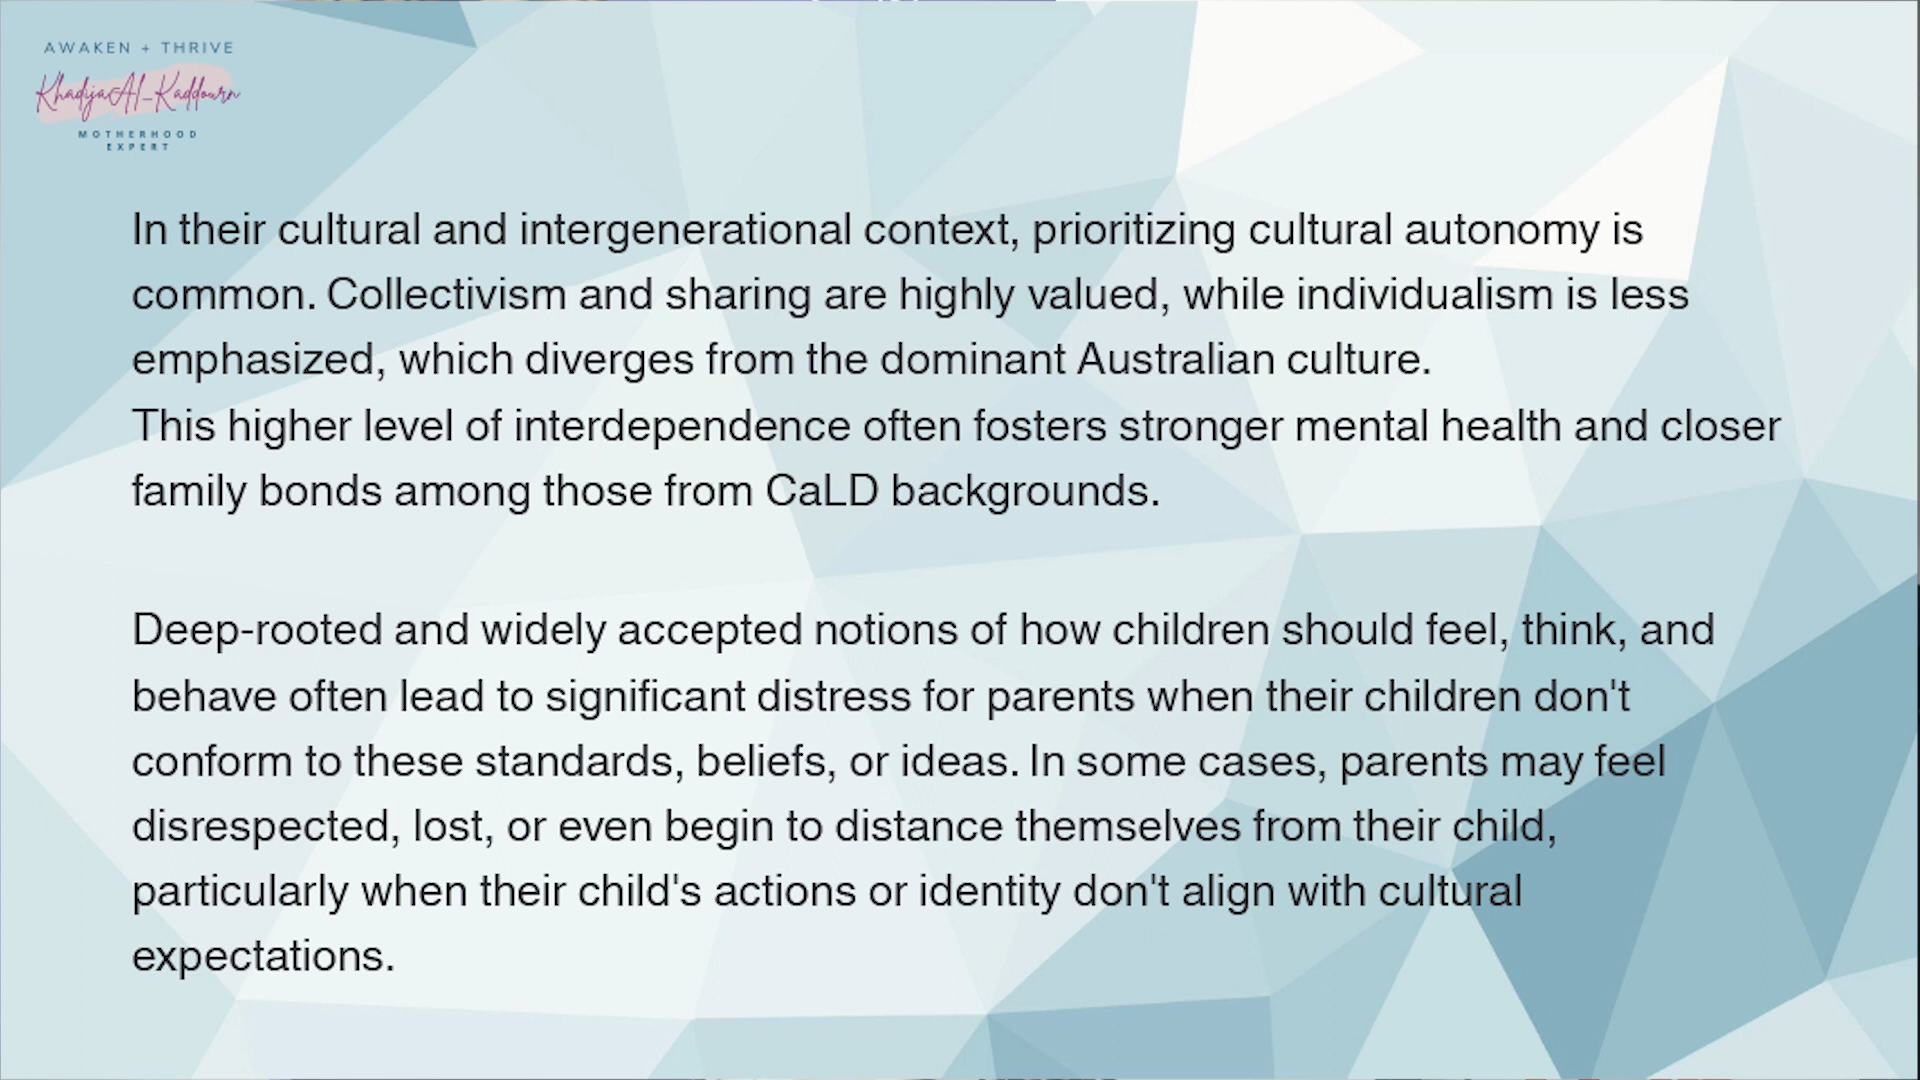 AWAKEN + THRIVE
Khadija Al-Kaddourn
MOTHERHOOD
EXPERT
In their cultural and intergenerational context, prioritizing cultural autonomy is
common. Collectivism and sharing are highly valued, while individualism is less
emphasized, which diverges from the dominant Australian culture.
This higher level of interdependence often fosters stronger mental health and closer
family bonds among those from CaLD backgrounds.
Deep-rooted and widely accepted notions of how children should feel, think, and
behave often lead to significant distress for parents when their children don't
conform to these standards, beliefs, or ideas. In some cases, parents may feel
disrespected, lost, or even begin to distance themselves from their child,
particularly when their child's actions or identity don't align with cultural
expectations.